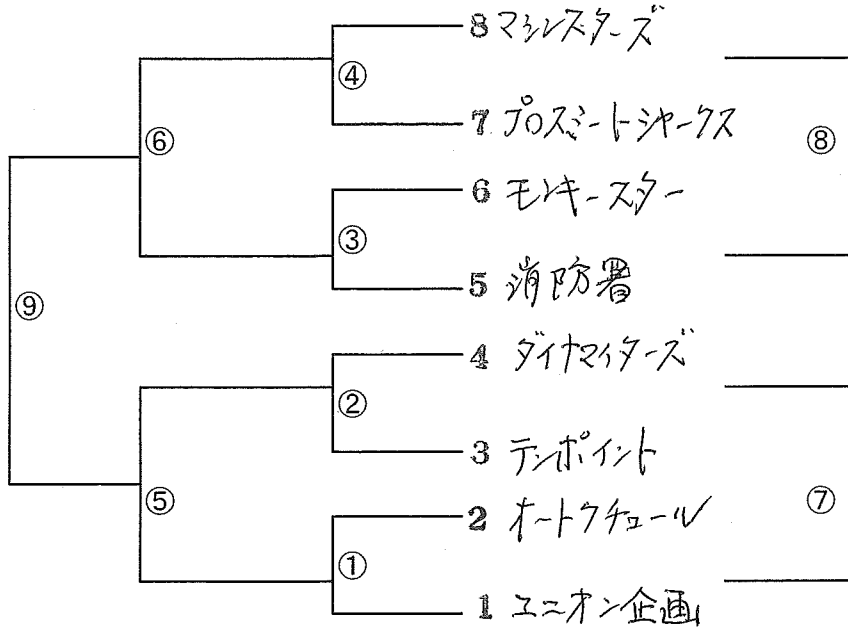 8 マシンスターズ
④
⑥
7 プロスミートシャークス
⑧
6 モンキースター
③
5 消防署
⑨
4 ダイナマイターズ
②
3 テンポイント
⑤
2 オートクチュール
⑦
①
1 ユニオン企画